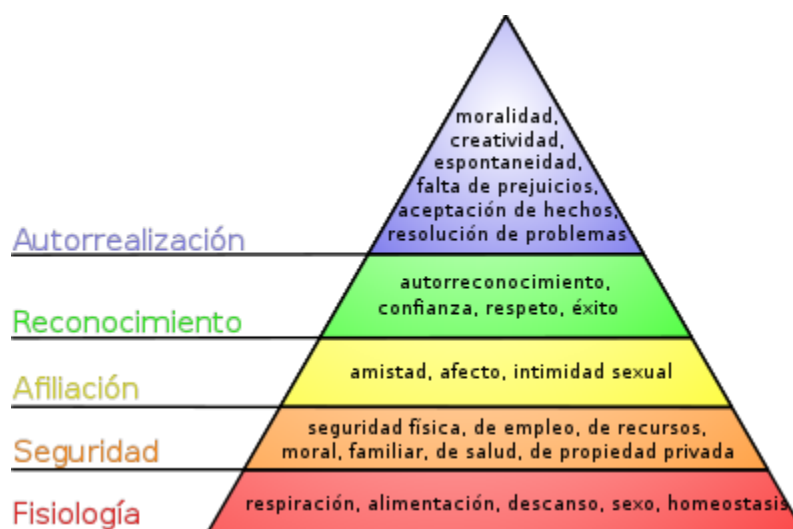 moralidad,
creatividad,
espontaneidad,
falta de prejuicios,
aceptación de hechos,
resolución de problemas
Autorrealización
autorreconocimiento,
confianza, respeto, éxito
Reconocimiento
amistad, afecto, intimidad sexual
Afiliación
seguridad física, de empleo, de recursos,
moral, familiar, de salud, de propiedad privada
Seguridad
respiración, alimentación, descanso, sexo, homeostasis
Fisiología